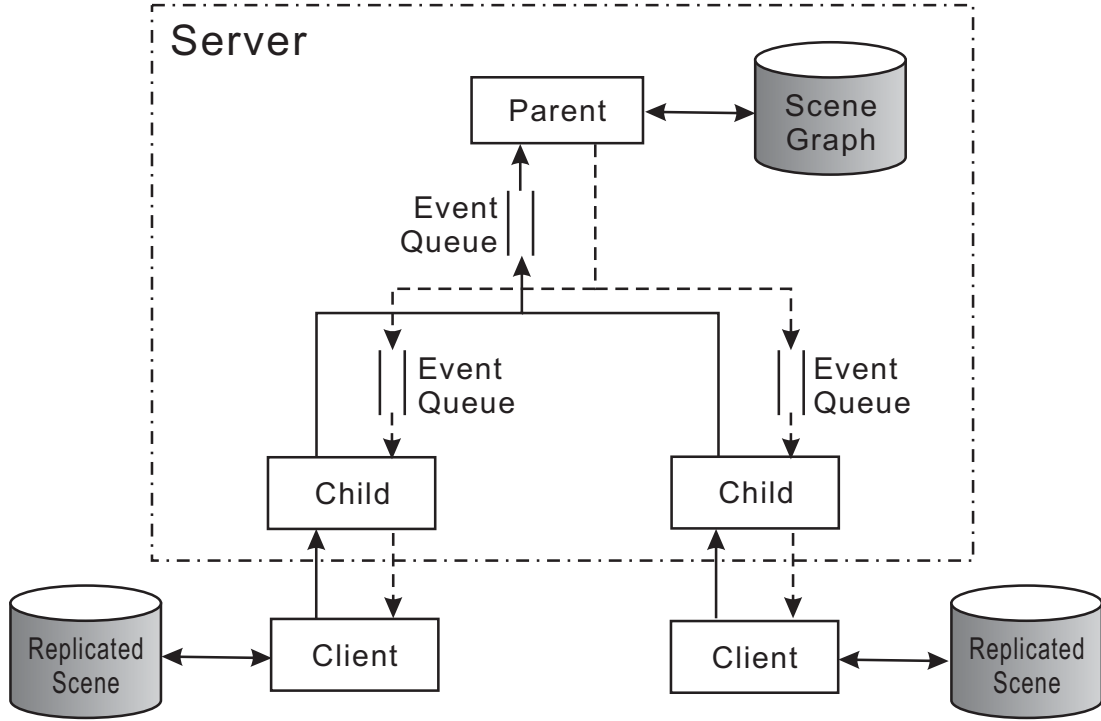 Server
Parent
Scene
Graph
Event
Queue
Event
Queue
Event
Queue
Child
Child
Replicated
Scene
Client
Client
Replicated
Scene